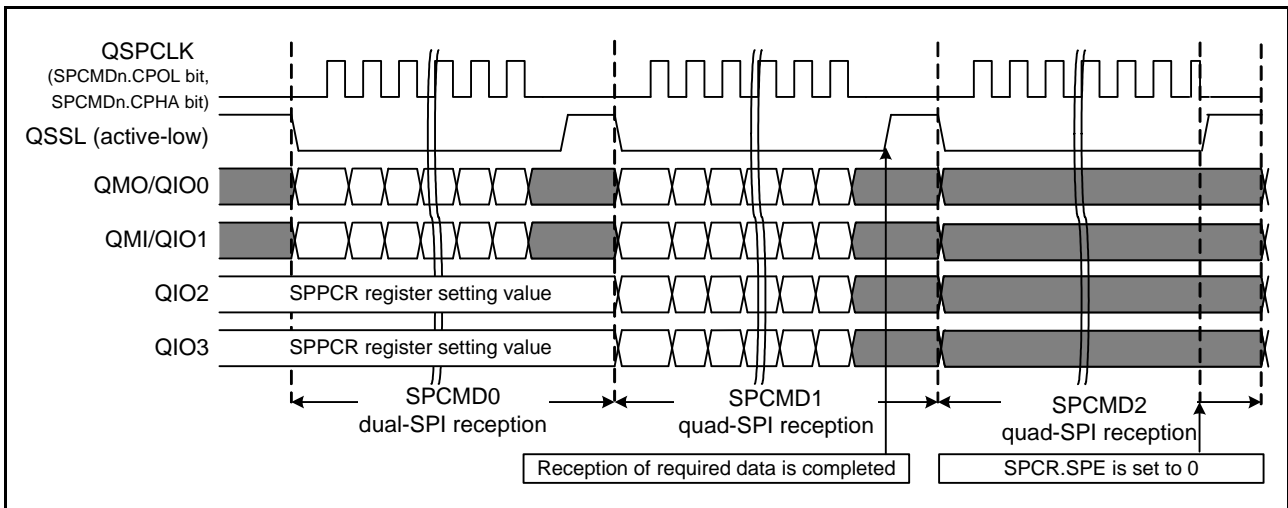 QSPCLK
(SPCMDn.CPOL bit,
SPCMDn.CPHA bit)
QSSL (active-low)
QMO/QIO0
QMI/QIO1
QIO2
SPPCR register setting value
QIO3
SPPCR register setting value
SPCMD0
dual-SPI reception
SPCMD1
quad-SPI reception
SPCMD2
quad-SPI reception
Reception of required data is completed
SPCR.SPE is set to 0